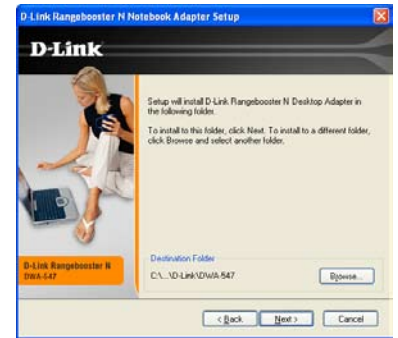 D-Link Rangebooster N Notebook Adapter Setup
D-Link
Setup will install D-Link Rangebooster N Desktop Adapter in
the following folder.
To install to this folder, click Next. To install to a different folder,
click Browse and select another folder.
D-Link Rangebooster N
DWA-547
Destination Folder
C:\...\D-Link\DWA-547
Browse...
< Back
Next >
Cancel